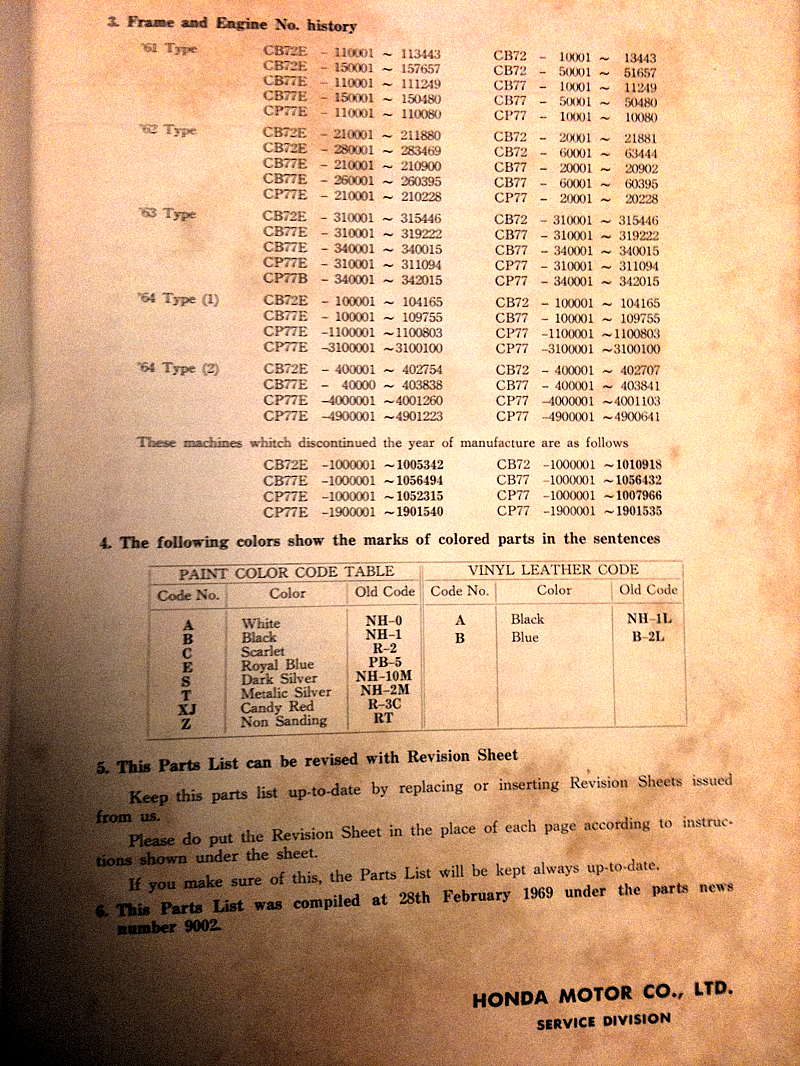 3. Frame and Engine No. history
'61 Type CB72E - 110001 ~ 113443 CB72 - 10001 ~ 13443
CB72E - 150001 ~ 157657 CB72 - 50001 ~ 51657
CB77E - 110001 ~ 111249 CB77 - 10001 ~ 11249
CB77E - 150001 ~ 150480 CB77 - 50001 ~ 50480
CP77E - 110001 ~ 110080 CP77 - 10001 ~ 10080
'62 Type CB72E - 210001 ~ 211880 CB72 - 20001 ~ 21881
CB72E - 280001 ~ 283469 CB72 - 60001 ~ 63444
CB77E - 210001 ~ 210900 CB77 - 20001 ~ 20902
CB77E - 260001 ~ 260395 CB77 - 60001 ~ 60395
CP77E - 210001 ~ 210228 CP77 - 20001 ~ 20228
'63 Type CB72E - 310001 ~ 315446 CB72 - 310001 ~ 315446
CB77E - 310001 ~ 319222 CB77 - 310001 ~ 319222
CB77E - 340001 ~ 340015 CB77 - 340001 ~ 340015
CP77E - 310001 ~ 311094 CP77 - 310001 ~ 311094
CP77B - 340001 ~ 342015 CP77 - 340001 ~ 342015
'64 Type (1) CB72E - 100001 ~ 104165 CB72 - 100001 ~ 104165
CB77E - 100001 ~ 109755 CB77 - 100001 ~ 109755
CP77E -1100001 ~1100803 CP77 -1100001 ~1100803
CP77E -3100001 ~3100100 CP77 -3100001 ~3100100
'64 Type (2) CB72E - 400001 ~ 402754 CB72 - 400001 ~ 402707
CB77E - 40000 ~ 403838 CB77 - 400001 ~ 403841
CP77E -4000001 ~4001260 CP77 -4000001 ~4001103
CP77E -4900001 ~4901223 CP77 -4900001 ~4900641
These machines whitch discontinued the year of manufacture are as follows
CB72E -1000001 ~1005342 CB72 -1000001 ~1010918
CB77E -1000001 ~1056494 CB77 -1000001 ~1056432
CP77E -1000001 ~1052315 CP77 -1000001 ~1007966
CP77E -1900001 ~1901540 CP77 -1900001 ~1901535
4. The following colors show the marks of colored parts in the sentences
PAINT COLOR CODE TABLE VINYL LEATHER CODE
Code No. Color Old Code Code No. Color Old Code
A White NH-0 A Black NH-1L
B Black NH-1 B Blue B-2L
C Scarlet R-2
E Royal Blue PB-5
S Dark Silver NH-10M
T Metalic Silver NH-2M
XJ Candy Red R-3C
Z Non Sanding RT
5. This Parts List can be revised with Revision Sheet
Keep this parts list up-to-date by replacing or inserting Revision Sheets issued
from us.
Please do put the Revision Sheet in the place of each page according to instruc-
tions shown under the sheet.
If you make sure of this, the Parts List will be kept always up-to-date.
6. This Parts List was compiled at 28th February 1969 under the parts news
number 9002.
HONDA MOTOR CO., LTD.
SERVICE DIVISION